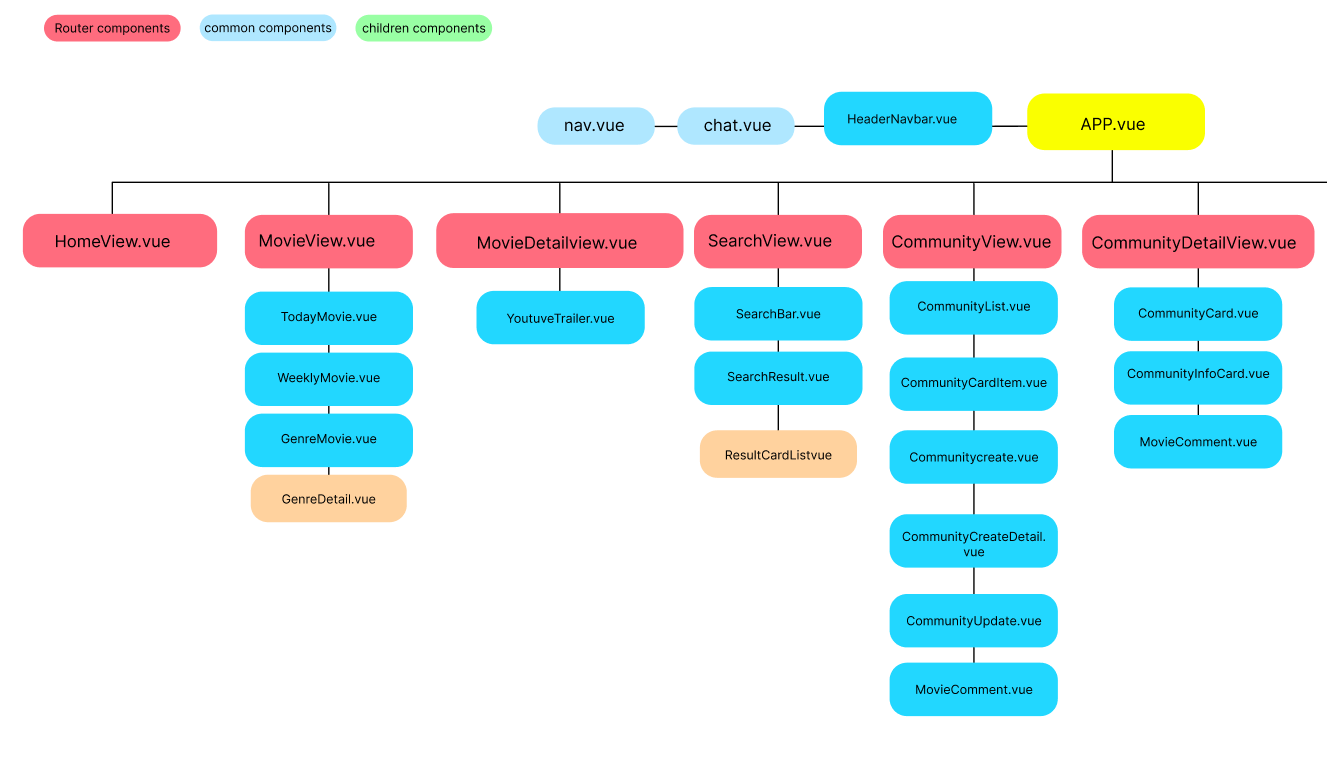 Router components
common components
children components
nav.vue
chat.vue
HeaderNavbar.vue
APP.vue
HomeView.vue
MovieView.vue
MovieDetailview.vue
SearchView.vue
CommunityView.vue
CommunityDetailView.vue
TodayMovie.vue
WeeklyMovie.vue
GenreMovie.vue
GenreDetail.vue
YoutuveTrailer.vue
SearchBar.vue
SearchResult.vue
ResultCardListvue
CommunityList.vue
CommunityCardItem.vue
Communitycreate.vue
CommunityCreateDetail.
vue
CommunityUpdate.vue
MovieComment.vue
CommunityCard.vue
CommunityInfoCard.vue
MovieComment.vue